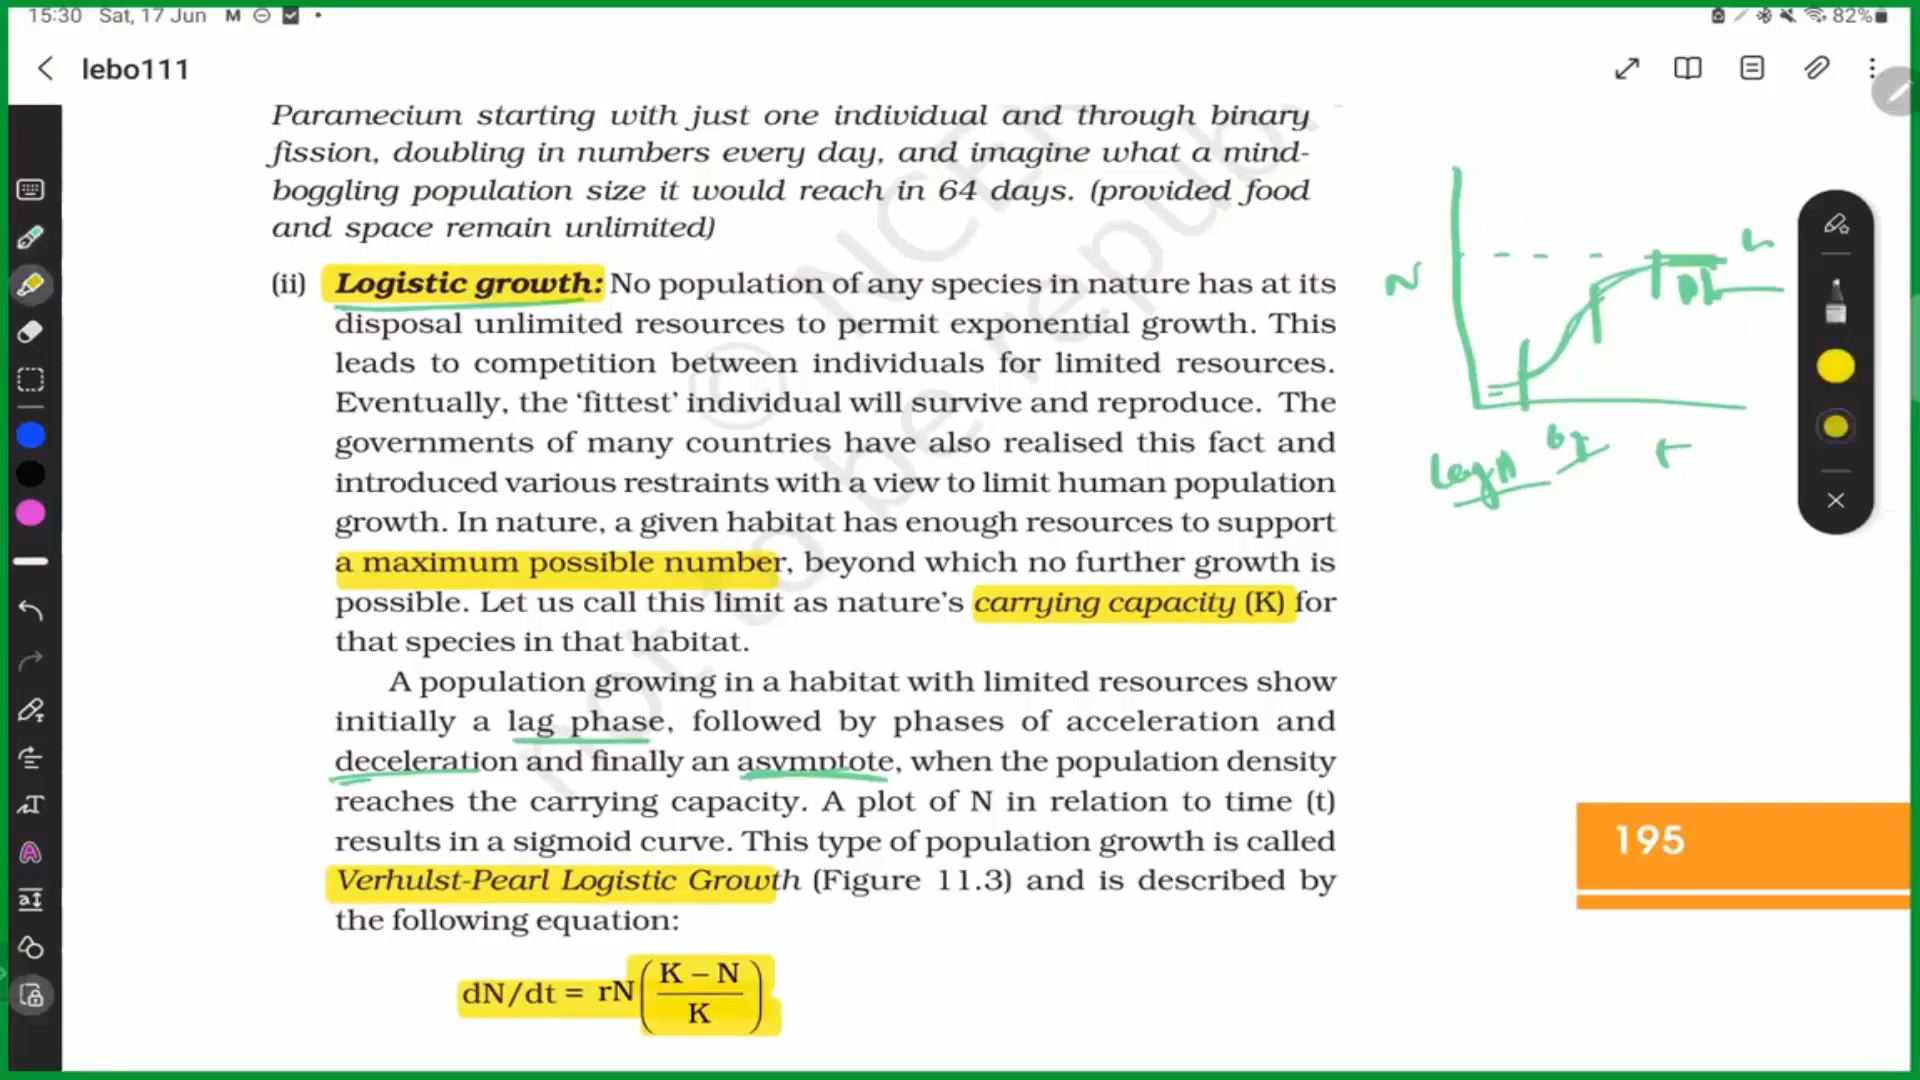 15:30 Sat, 17 Jun M
82%
lebo111
Paramecium starting with just one individual and through binary
fission, doubling in numbers every day, and imagine what a mind-
boggling population size it would reach in 64 days. (provided food
and space remain unlimited)
(ii) Logistic growth: No population of any species in nature has at its
disposal unlimited resources to permit exponential growth. This
leads to competition between individuals for limited resources.
Eventually, the ‘fittest’ individual will survive and reproduce. The
governments of many countries have also realised this fact and
introduced various restraints with a view to limit human population
growth. In nature, a given habitat has enough resources to support
a maximum possible number, beyond which no further growth is
possible. Let us call this limit as nature’s carrying capacity (K) for
that species in that habitat.
A population growing in a habitat with limited resources show
initially a lag phase, followed by phases of acceleration and
deceleration and finally an asymptote, when the population density
reaches the carrying capacity. A plot of N in relation to time (t)
results in a sigmoid curve. This type of population growth is called
Verhulst-Pearl Logistic Growth (Figure 11.3) and is described by
the following equation:
dN/dt = rN ( K – N
K )
N
t
195
© NCE
not to be republ